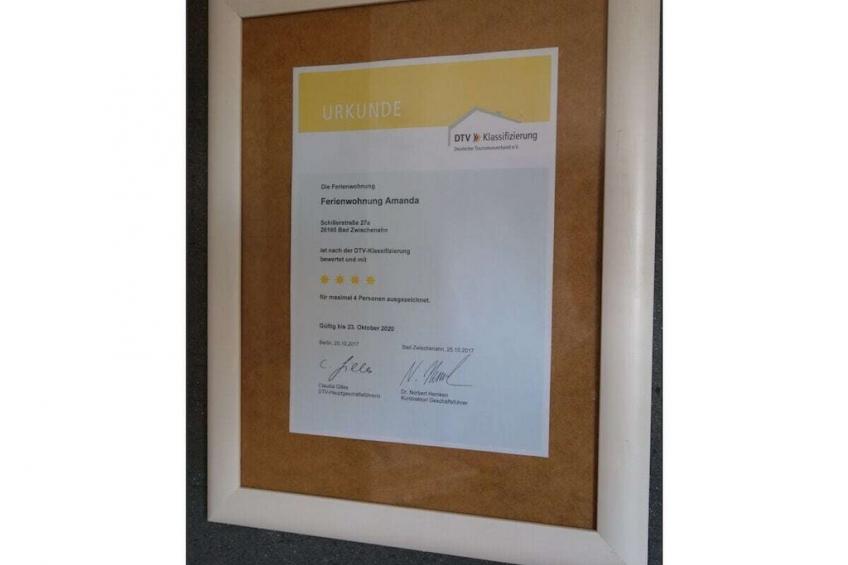 URKUNDE
DTV Klassifizierung
Deutscher Tourismusverband e.V.
Die Ferienwohnung
Ferienwohnung Amanda
Schillerstraße 27a
26160 Bad Zwischenahn
ist nach der DTV-Klassifizierung
bewertet und mit
für maximal 4 Personen ausgezeichnet.
Gültig bis 23. Oktober 2020
Berlin, 25.10.2017
Bad Zwischenahn, 25.10.2017
Claudia Gilles
DTV-Hauptgeschäftsführerin
Dr. Norbert Hemken
Kurdirektor/ Geschäftsführer